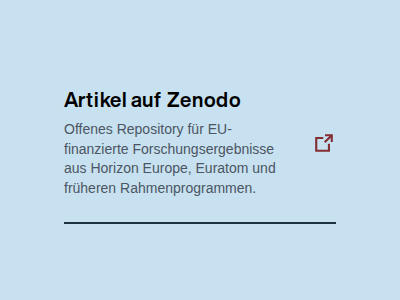 Artikel auf Zenodo
Offenes Repository für EU-
finanzierte Forschungsergebnisse
aus Horizon Europe, Euratom und
früheren Rahmenprogrammen.